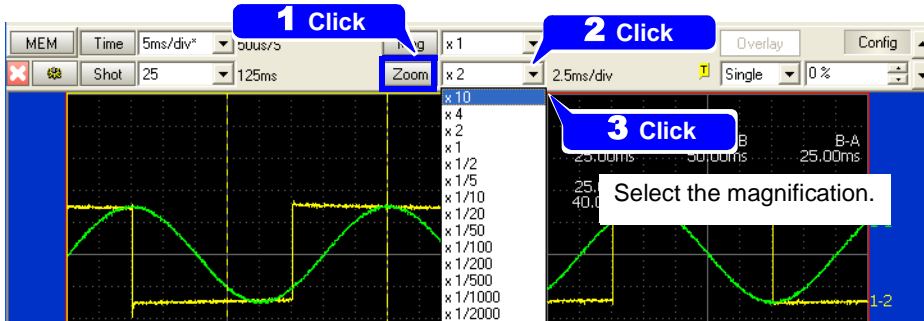 1 Click
2 Click
MEM Time 5ms/div* 50us/S x 1 Overlay Config
Shot 25 125ms Zoom x 2 2.5ms/div T Single 0 %
x 10
x 4
x 2
x 1
x 1/2
x 1/5
x 1/10
x 1/20
x 1/50
x 1/100
x 1/200
x 1/500
x 1/1000
x 1/2000
3 Click
B B-A
25.00ms 50.00ms 25.00ms
Select the magnification.
1-2